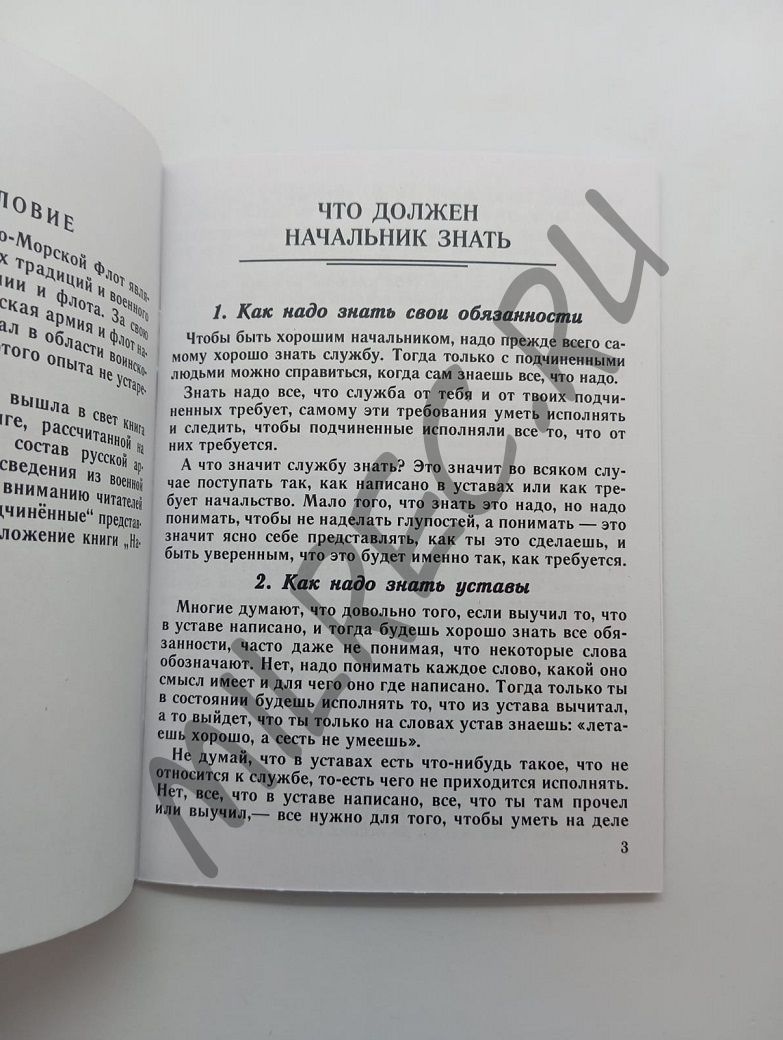 ЛОВИЕ
о-Морской Флот явля-
х традиций и военного
ии и флота. За свою
ская армия и флот на-
ал в области воинско-
этого опыта не устаре-
вышла в свет книга
иге, рассчитанной на
состав русской ар-
сведения из военной
вниманию читателей
дчинённые“ представ-
ложение книги „На-
ЧТО ДОЛЖЕН
НАЧАЛЬНИК ЗНАТЬ
1. Как надо знать свои обязанности
Чтобы быть хорошим начальником, надо прежде всего са-
мому хорошо знать службу. Тогда только с подчиненными
людьми можно справиться, когда сам знаешь все, что надо.
Знать надо все, что служба от тебя и от твоих подчи-
ненных требует, самому эти требования уметь исполнять
и следить, чтобы подчиненные исполняли все то, что от
них требуется.
А что значит службу знать? Это значит во всяком слу-
чае поступать так, как написано в уставах или как тре-
бует начальство. Мало того, что знать это надо, но надо
понимать, чтобы не наделать глупостей, а понимать — это
значит ясно себе представлять, как ты это сделаешь, и
быть уверенным, что это будет именно так, как требуется.
2. Как надо знать уставы
Многие думают, что довольно того, если выучил то, что
в уставе написано, и тогда будешь хорошо знать все обя-
занности, часто даже не понимая, что некоторые слова
обозначают. Нет, надо понимать каждое слово, какой оно
смысл имеет и для чего оно где написано. Тогда только ты
в состоянии будешь исполнять то, что из устава вычитал,
а то выйдет, что ты только на словах устав знаешь: «лета-
ешь хорошо, а сесть не умеешь».
Не думай, что в уставах есть что-нибудь такое, что не
относится к службе, то-есть чего не приходится исполнять.
Нет, все, что в уставе написано, все, что ты там прочел
или выучил,— все нужно для того, чтобы уметь на деле
3
MILREC.RU